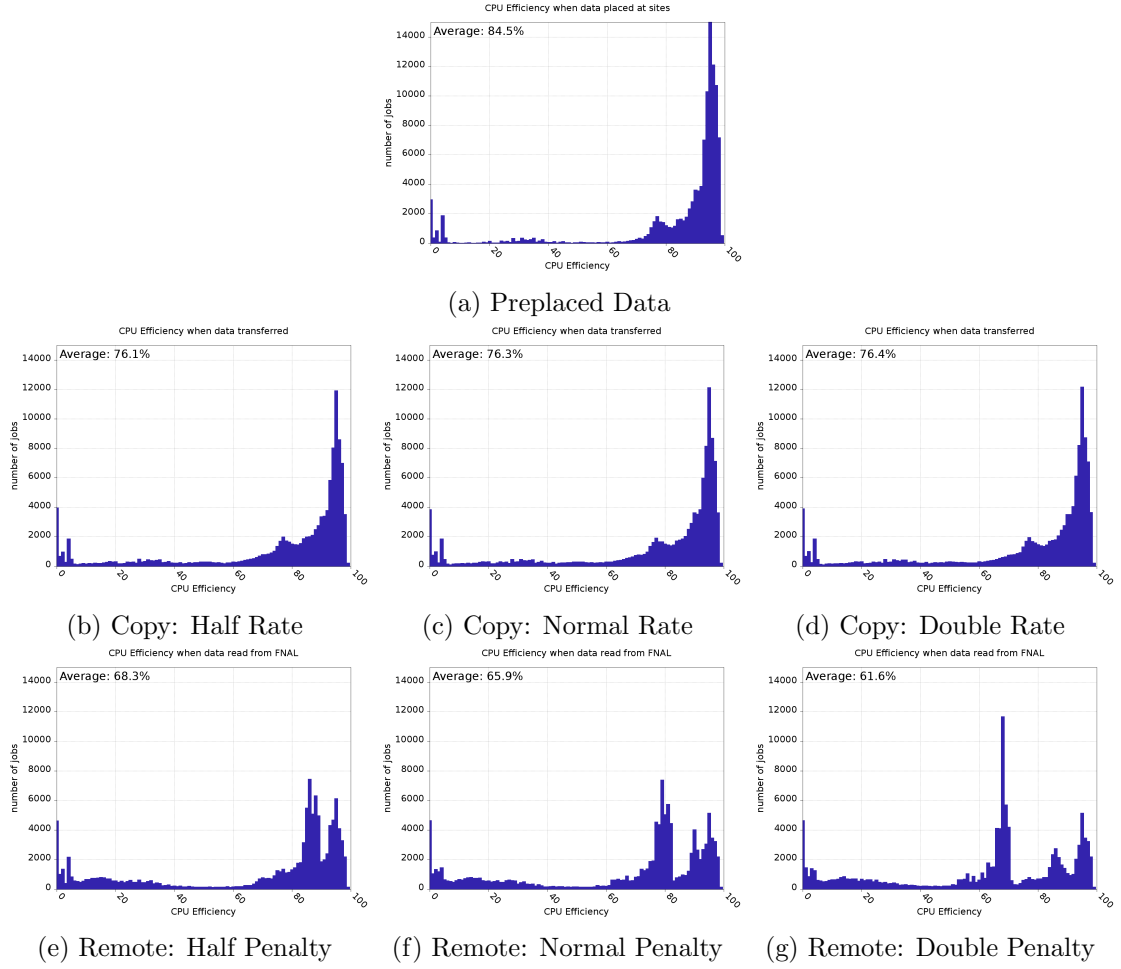 CPU Efficiency when data placed at sites
Average: 84.5%
14000
12000
10000
8000
6000
4000
2000
0
number of jobs
0 20 40 60 80 100
CPU Efficiency
(a) Preplaced Data
CPU Efficiency when data transferred
Average: 76.1%
14000
12000
10000
8000
6000
4000
2000
0
number of jobs
0 20 40 60 80 100
CPU Efficiency
(b) Copy: Half Rate
CPU Efficiency when data transferred
Average: 76.3%
14000
12000
10000
8000
6000
4000
2000
0
number of jobs
0 20 40 60 80 100
CPU Efficiency
(c) Copy: Normal Rate
CPU Efficiency when data transferred
Average: 76.4%
14000
12000
10000
8000
6000
4000
2000
0
number of jobs
0 20 40 60 80 100
CPU Efficiency
(d) Copy: Double Rate
CPU Efficiency when data read from FNAL
Average: 68.3%
14000
12000
10000
8000
6000
4000
2000
0
number of jobs
0 20 40 60 80 100
CPU Efficiency
(e) Remote: Half Penalty
CPU Efficiency when data read from FNAL
Average: 65.9%
14000
12000
10000
8000
6000
4000
2000
0
number of jobs
0 20 40 60 80 100
CPU Efficiency
(f) Remote: Normal Penalty
CPU Efficiency when data read from FNAL
Average: 61.6%
14000
12000
10000
8000
6000
4000
2000
0
number of jobs
0 20 40 60 80 100
CPU Efficiency
(g) Remote: Double Penalty